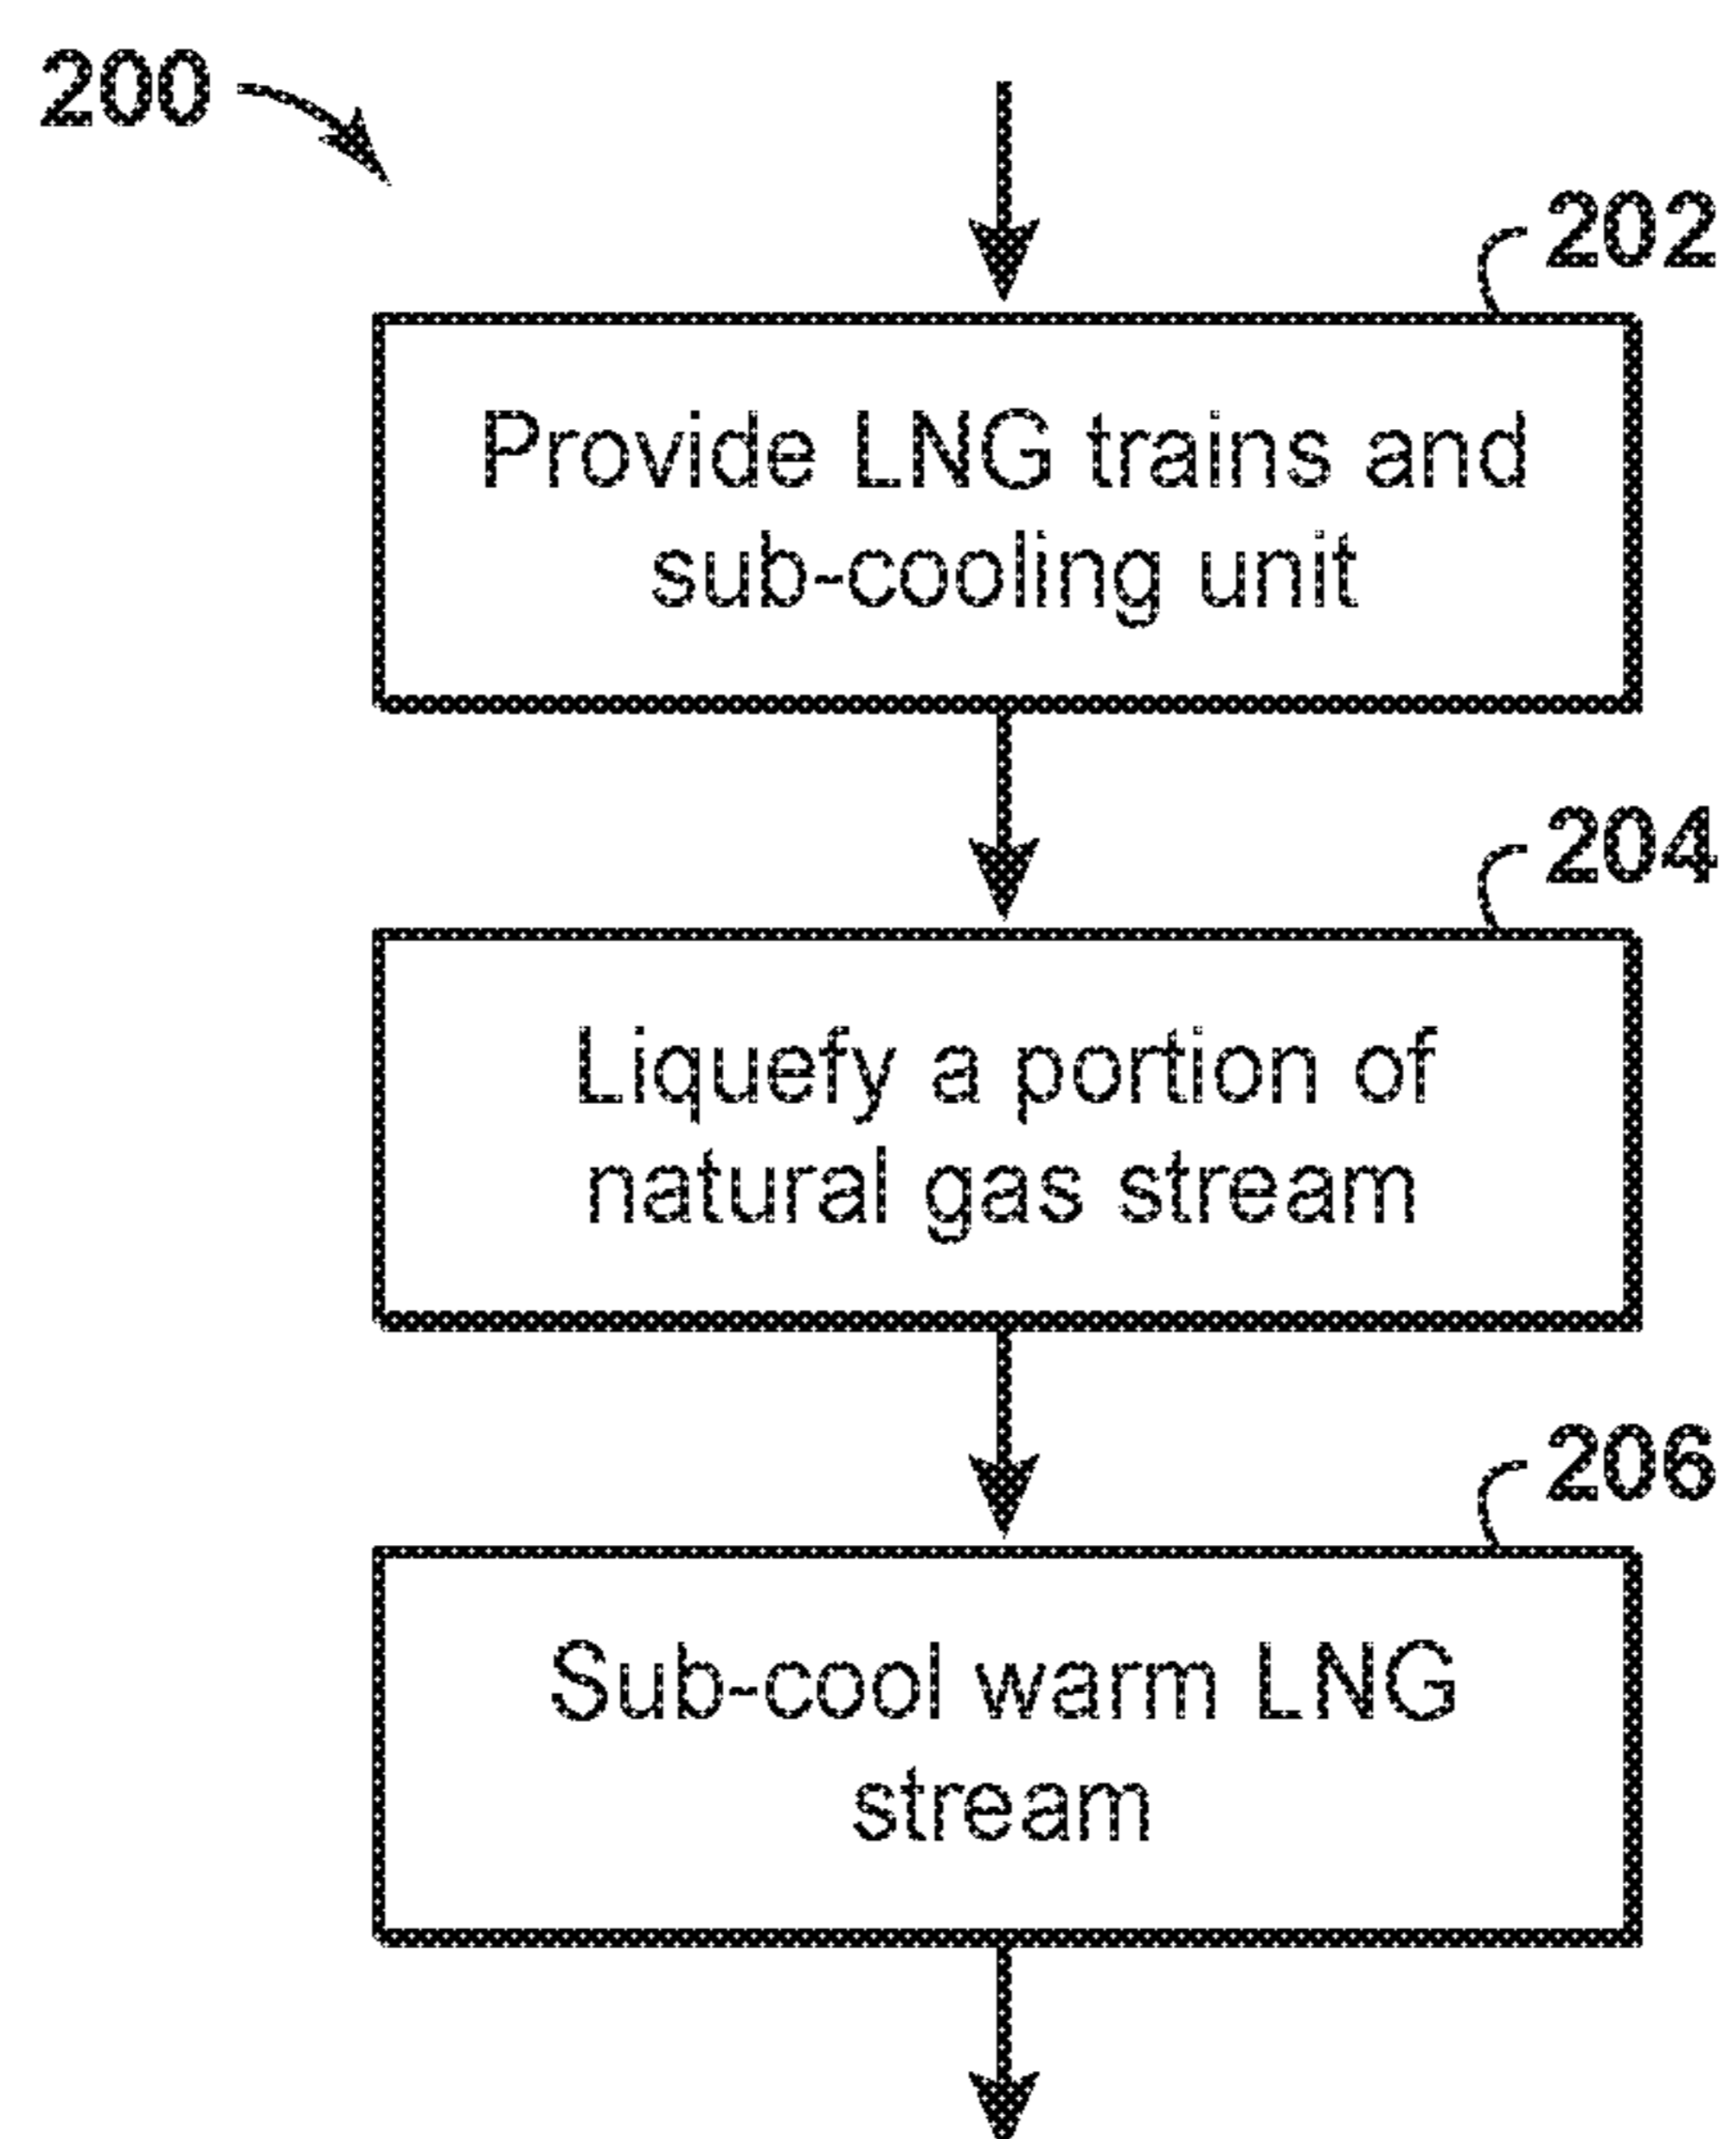 200
202
Provide LNG trains and
sub-cooling unit
204
Liquefy a portion of
natural gas stream
206
Sub-cool warm LNG
stream